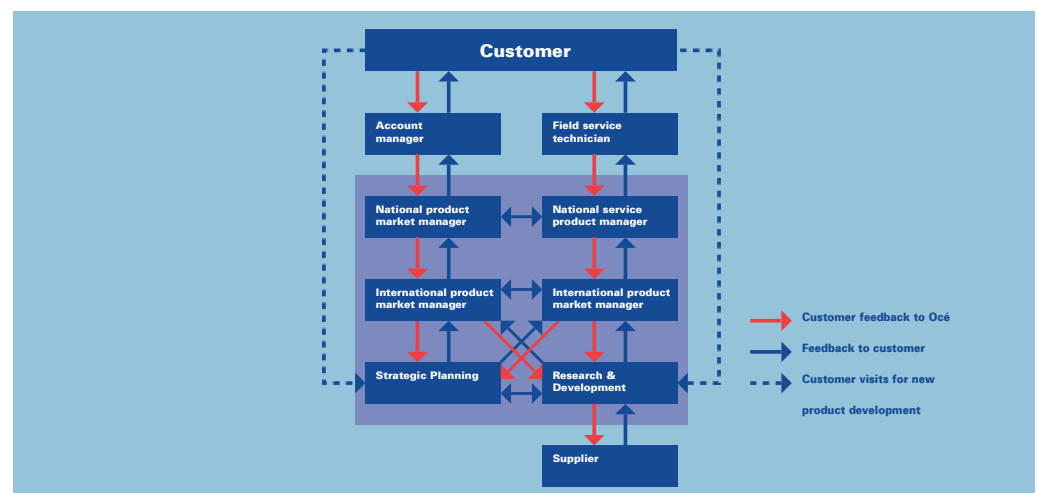 Customer
Account
manager
Field service
technician
National product
market manager
National service
product manager
International product
market manager
International product
market manager
Strategic Planning
Research &
Development
Supplier
Customer feedback to Océ
Feedback to customer
Customer visits for new
product development